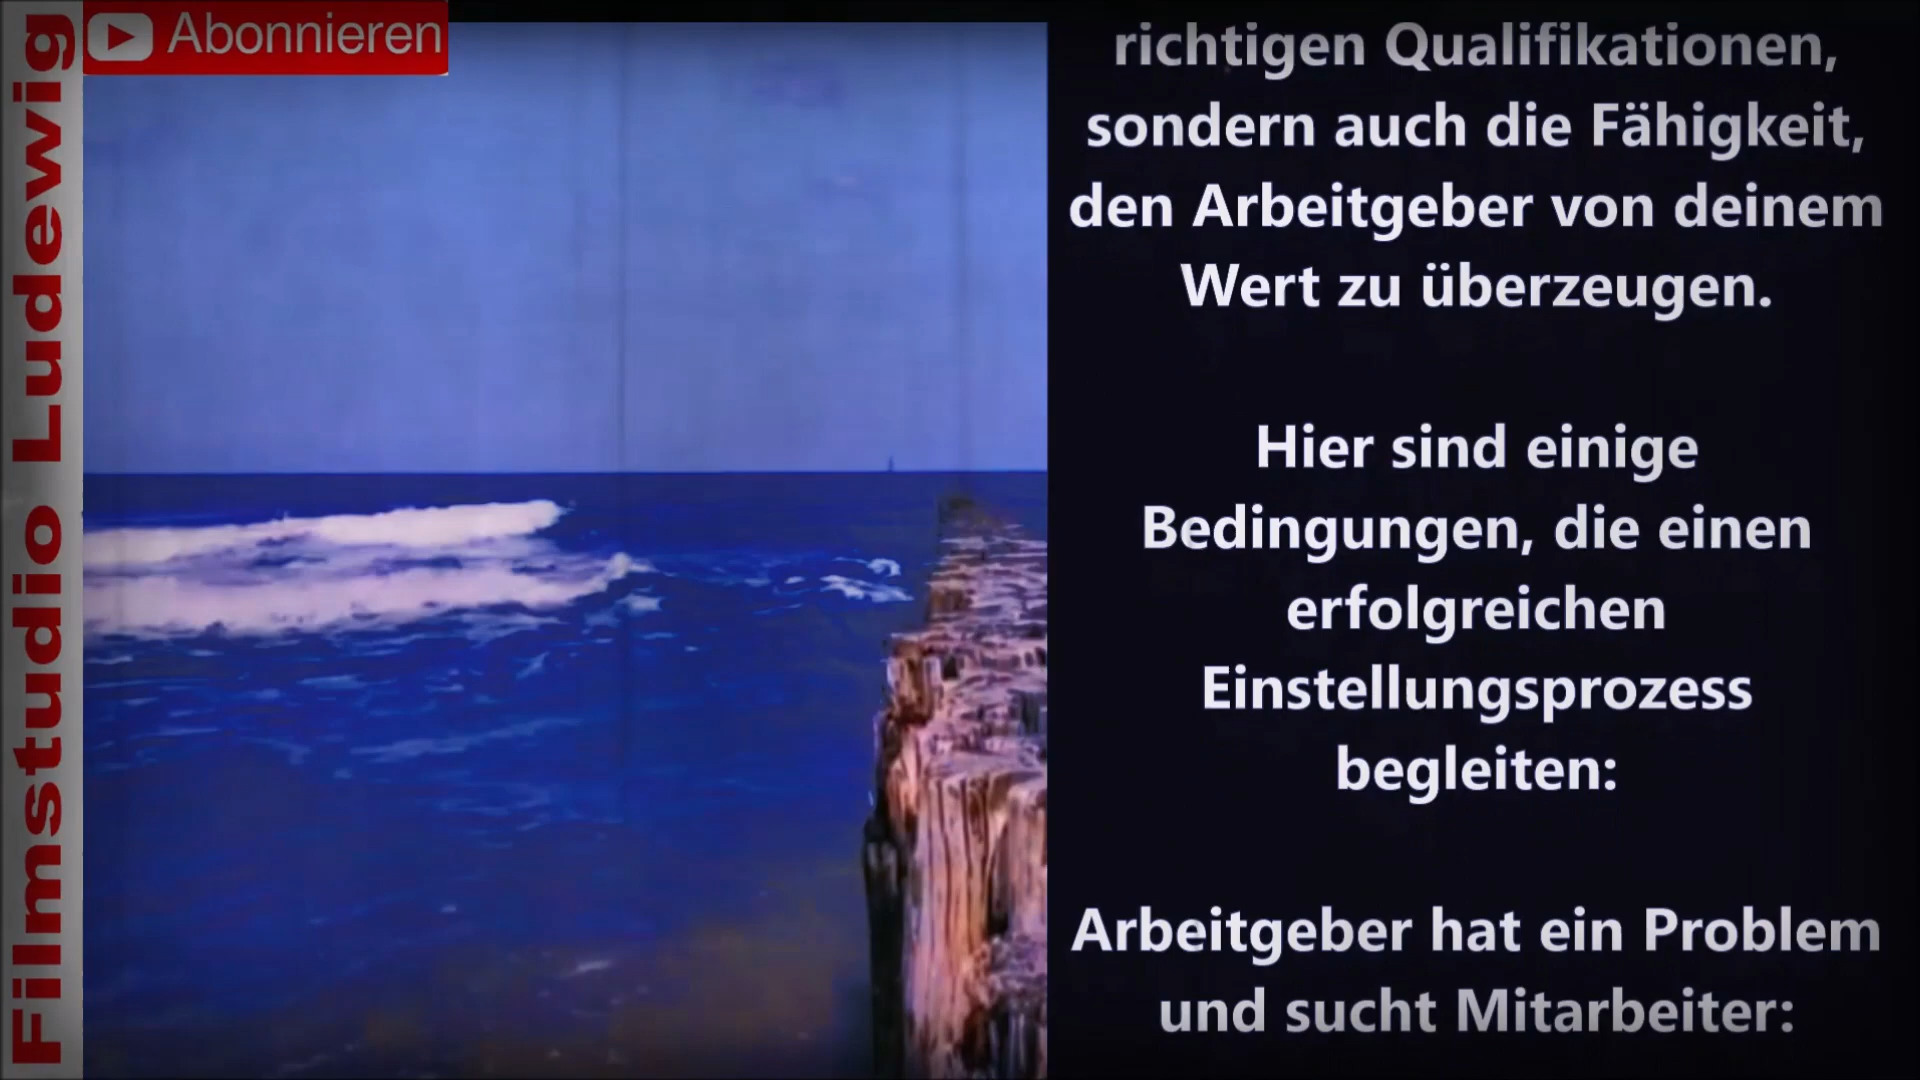 Filmstudio Ludewig
Abonnieren
richtigen Qualifikationen,
sondern auch die Fähigkeit,
den Arbeitgeber von deinem
Wert zu überzeugen.
Hier sind einige
Bedingungen, die einen
erfolgreichen
Einstellungsprozess
begleiten:
Arbeitgeber hat ein Problem
und sucht Mitarbeiter: